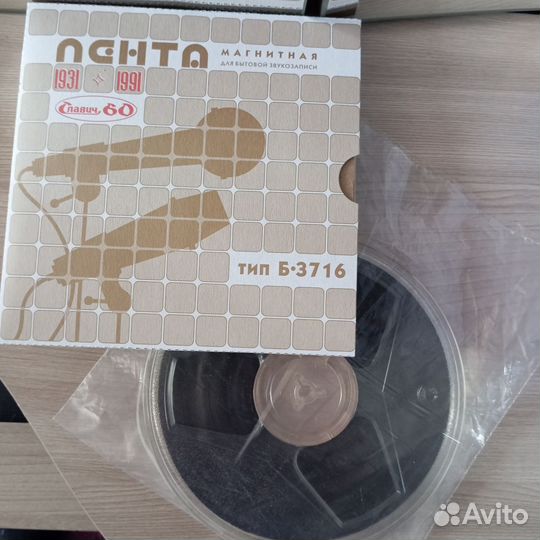 ЛЕНТА
МАГНИТНАЯ
ДЛЯ БЫТОВОЙ ЗВУКОЗАПИСИ
1931 1991
Славич 60
ТИП Б·3716
Avito